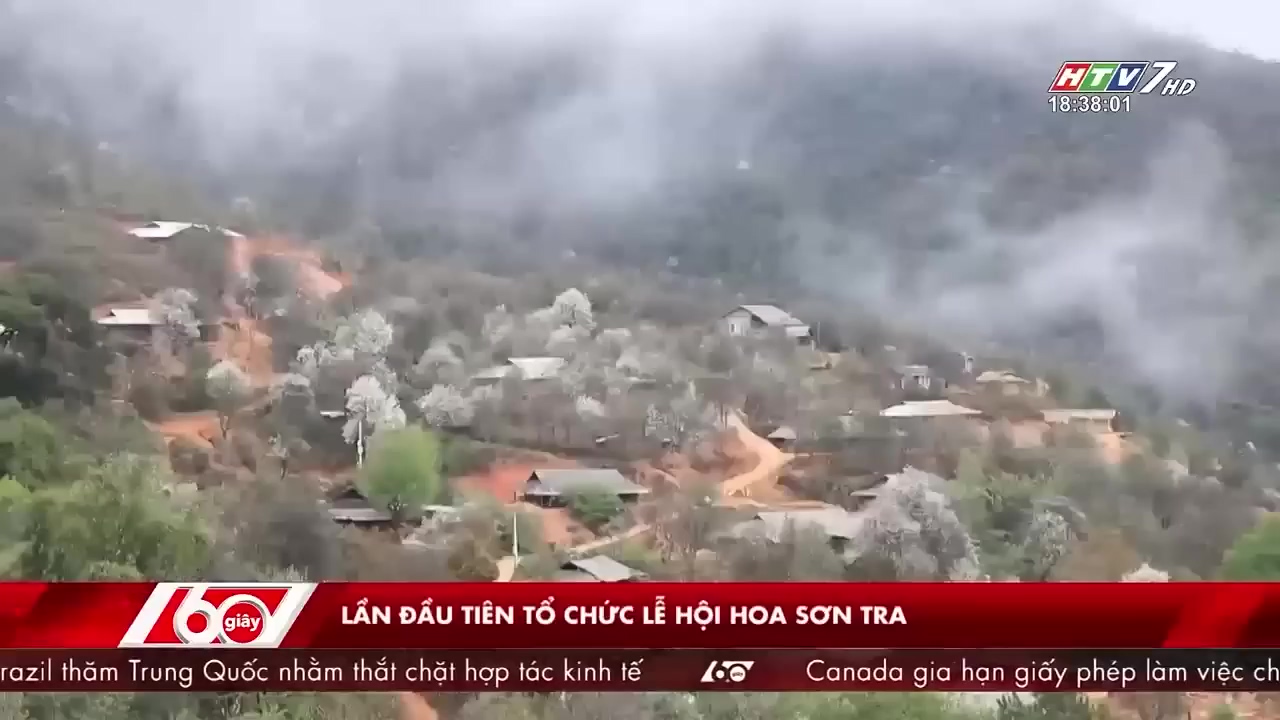 HTV7 HD
18:38:01
60 giây
LẦN ĐẦU TIÊN TỔ CHỨC LỄ HỘI HOA SƠN TRA
razil thăm Trung Quốc nhằm thắt chặt hợp tác kinh tế 60 Canada gia hạn giấy phép làm việc ch